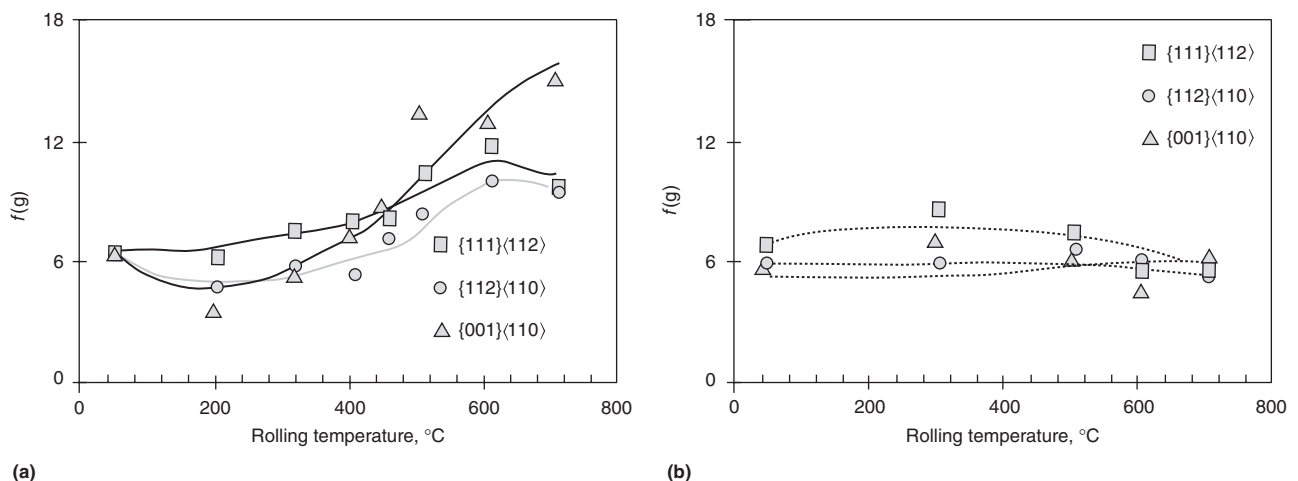 18
12
6
0
f(g)
{111}⟨112⟩
{112}⟨110⟩
{001}⟨110⟩
0 200 400 600 800
Rolling temperature, °C
(a)
18
12
6
0
f(g)
{111}⟨112⟩
{112}⟨110⟩
{001}⟨110⟩
0 200 400 600 800
Rolling temperature, °C
(b)